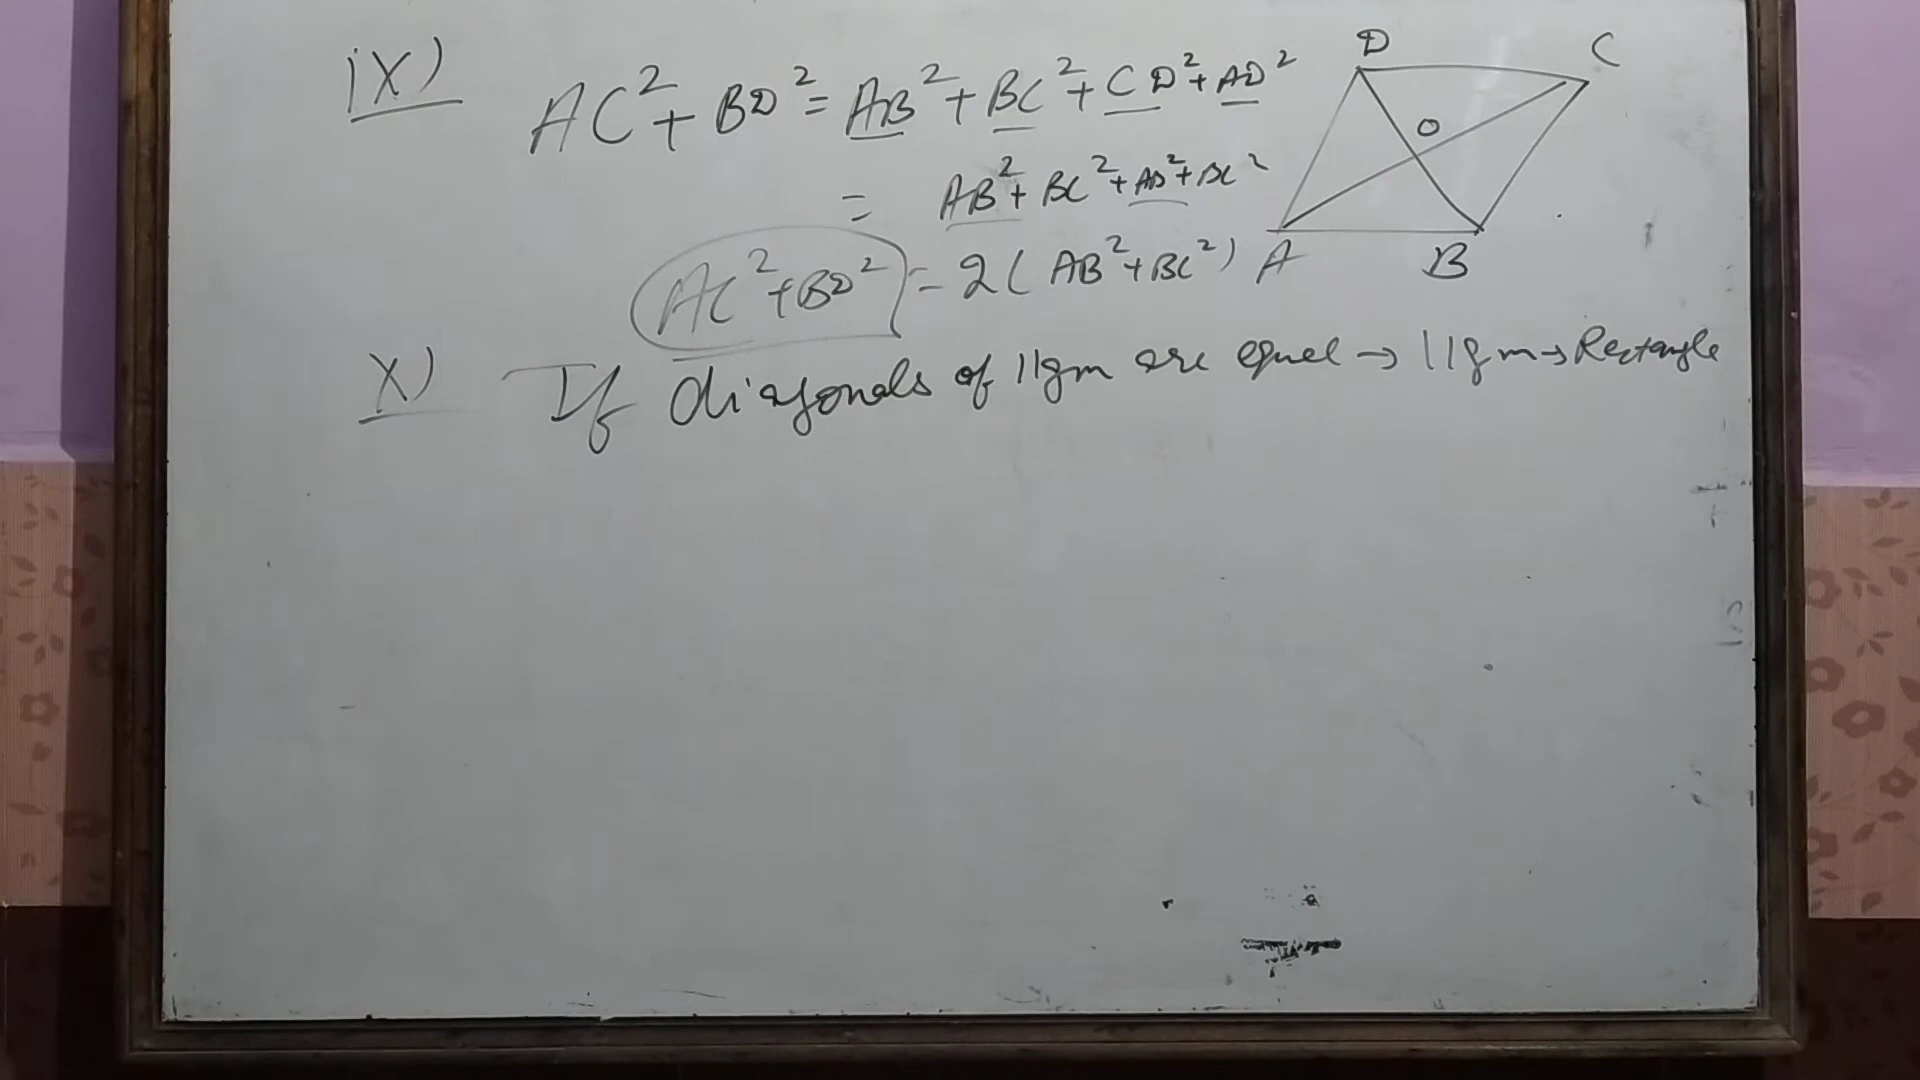 ix) AC²+BD²=AB²+BC²+CD²+AD²
= AB²+BC²+AB²+BC²
AC²+BD²=2(AB²+BC²)
x) If diagonals of ||gm are equal→||gm→Rectangle
D C
O
A B